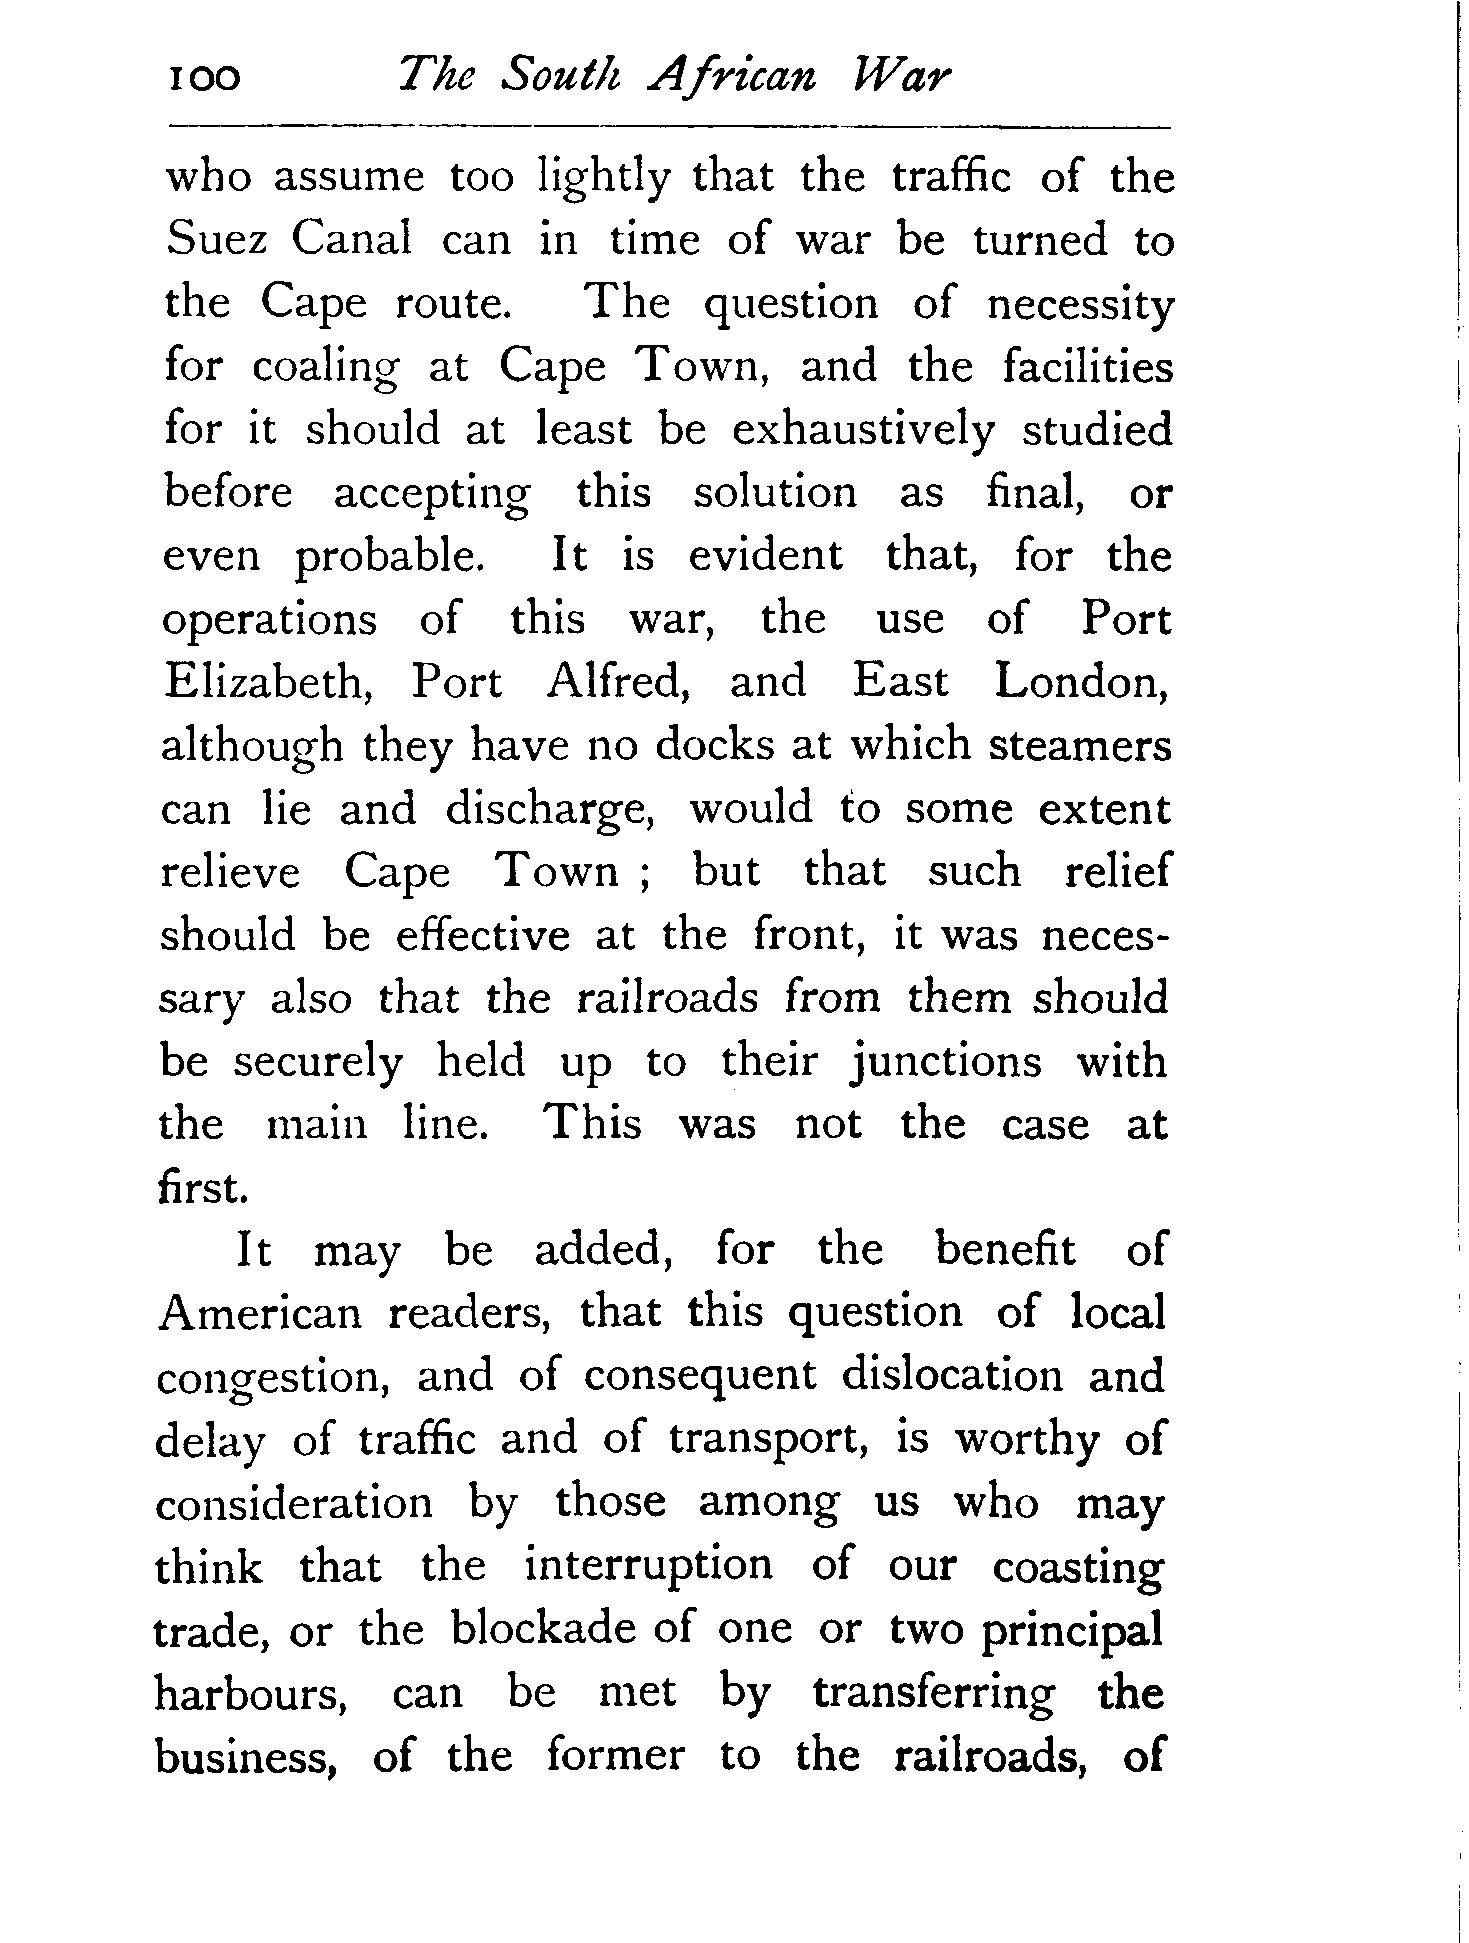 100 The South African War
who assume too lightly that the traffic of the
Suez Canal can in time of war be turned to
the Cape route. The question of necessity
for coaling at Cape Town, and the facilities
for it should at least be exhaustively studied
before accepting this solution as final, or
even probable. It is evident that, for the
operations of this war, the use of Port
Elizabeth, Port Alfred, and East London,
although they have no docks at which steamers
can lie and discharge, would to some extent
relieve Cape Town ; but that such relief
should be effective at the front, it was neces-
sary also that the railroads from them should
be securely held up to their junctions with
the main line. This was not the case at
first.
It may be added, for the benefit of
American readers, that this question of local
congestion, and of consequent dislocation and
delay of traffic and of transport, is worthy of
consideration by those among us who may
think that the interruption of our coasting
trade, or the blockade of one or two principal
harbours, can be met by transferring the
business, of the former to the railroads, of